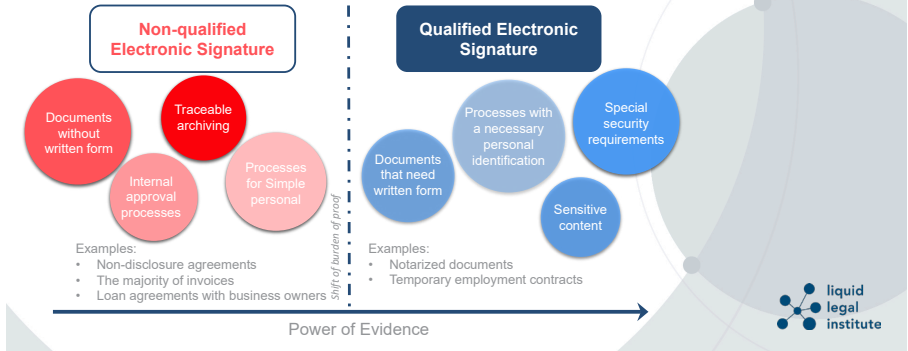 Non-qualified
Electronic Signature
Qualified Electronic
Signature
Documents
without
written form
Traceable
archiving
Internal
approval
processes
Processes
for Simple
personal
Shift of burden of proof
Documents
that need
written form
Processes with
a necessary
personal
identification
Special
security
requirements
Sensitive
content
Examples:
• Non-disclosure agreements
• The majority of invoices
• Loan agreements with business owners
Examples:
• Notarized documents
• Temporary employment contracts
Power of Evidence
liquid
legal
institute